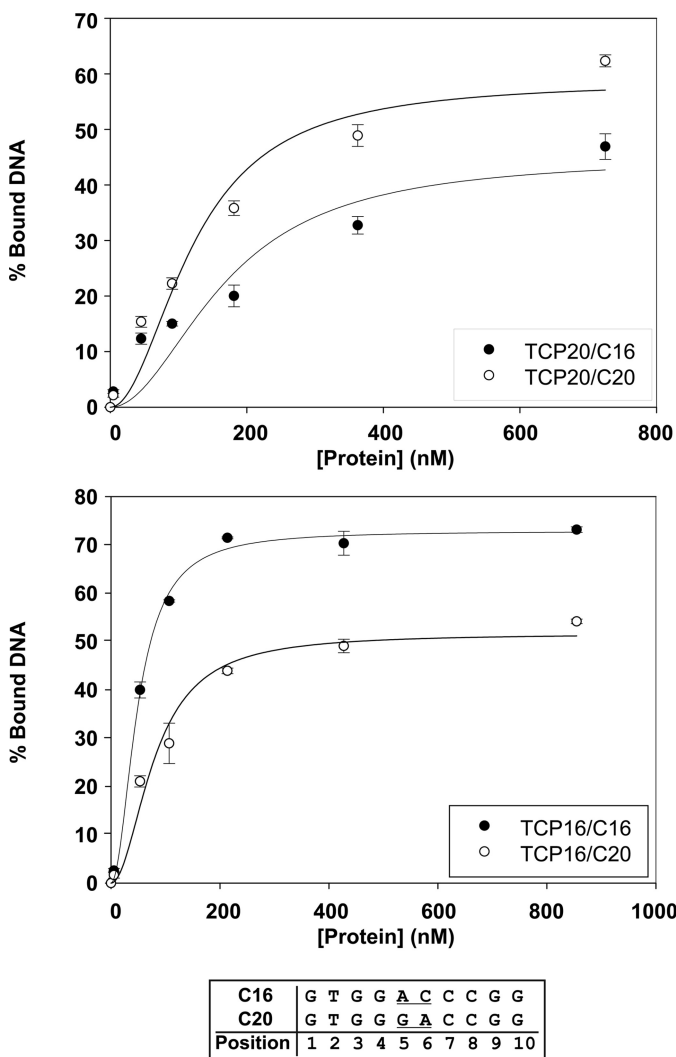 70
60
50
40
30
20
10
0
% Bound DNA
TCP20/C16
TCP20/C20
0 200 400 600 800
[Protein] (nM)
80
70
60
50
40
30
20
10
0
% Bound DNA
TCP16/C16
TCP16/C20
0 200 400 600 800 1000
[Protein] (nM)
C16 G T G G A C C C G G
C20 G T G G G A C C G G
Position 1 2 3 4 5 6 7 8 9 10